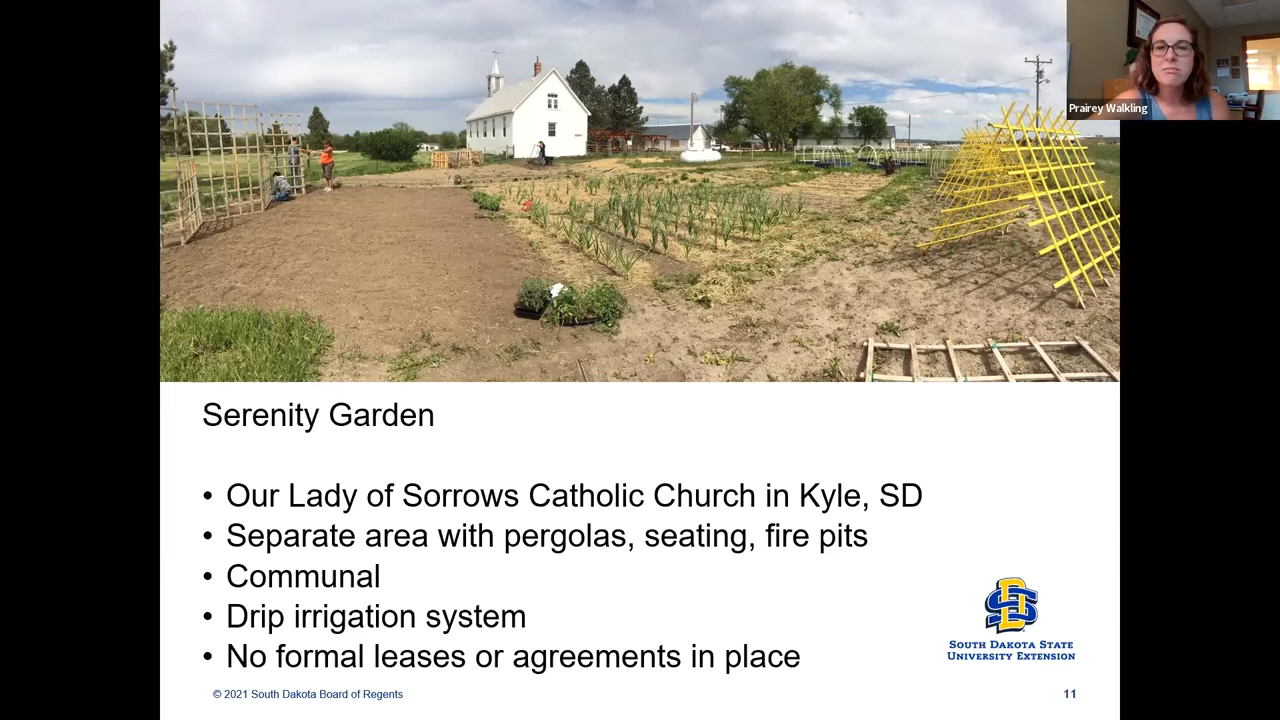 Prairey Walkling
Serenity Garden
• Our Lady of Sorrows Catholic Church in Kyle, SD
• Separate area with pergolas, seating, fire pits
• Communal
• Drip irrigation system
• No formal leases or agreements in place
SOUTH DAKOTA STATE
UNIVERSITY EXTENSION
© 2021 South Dakota Board of Regents
11